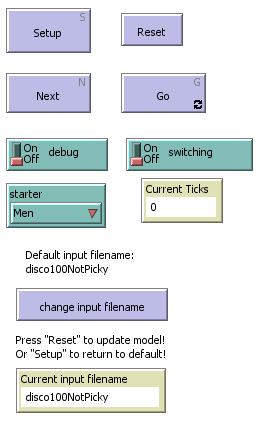 S
Setup
Reset
N
Next
G
Go
On
Off
debug
On
Off
switching
starter
Men
Current Ticks
0
Default input filename:
disco100NotPicky
change input filename
Press "Reset" to update model!
Or "Setup" to return to default!
Current input filename
disco100NotPicky